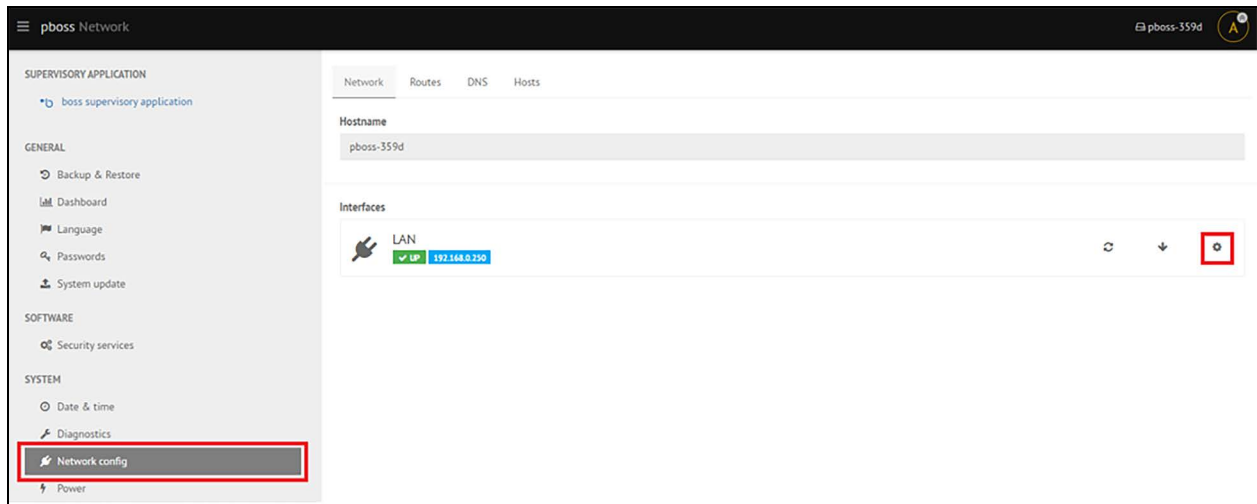 pboss Network
pboss-359d
A
SUPERVISORY APPLICATION
boss supervisory application
GENERAL
Backup & Restore
Dashboard
Language
Passwords
System update
SOFTWARE
Security services
SYSTEM
Date & time
Diagnostics
Network config
Power
Network Routes DNS Hosts
Hostname
pboss-359d
Interfaces
LAN
UP 192.168.0.250